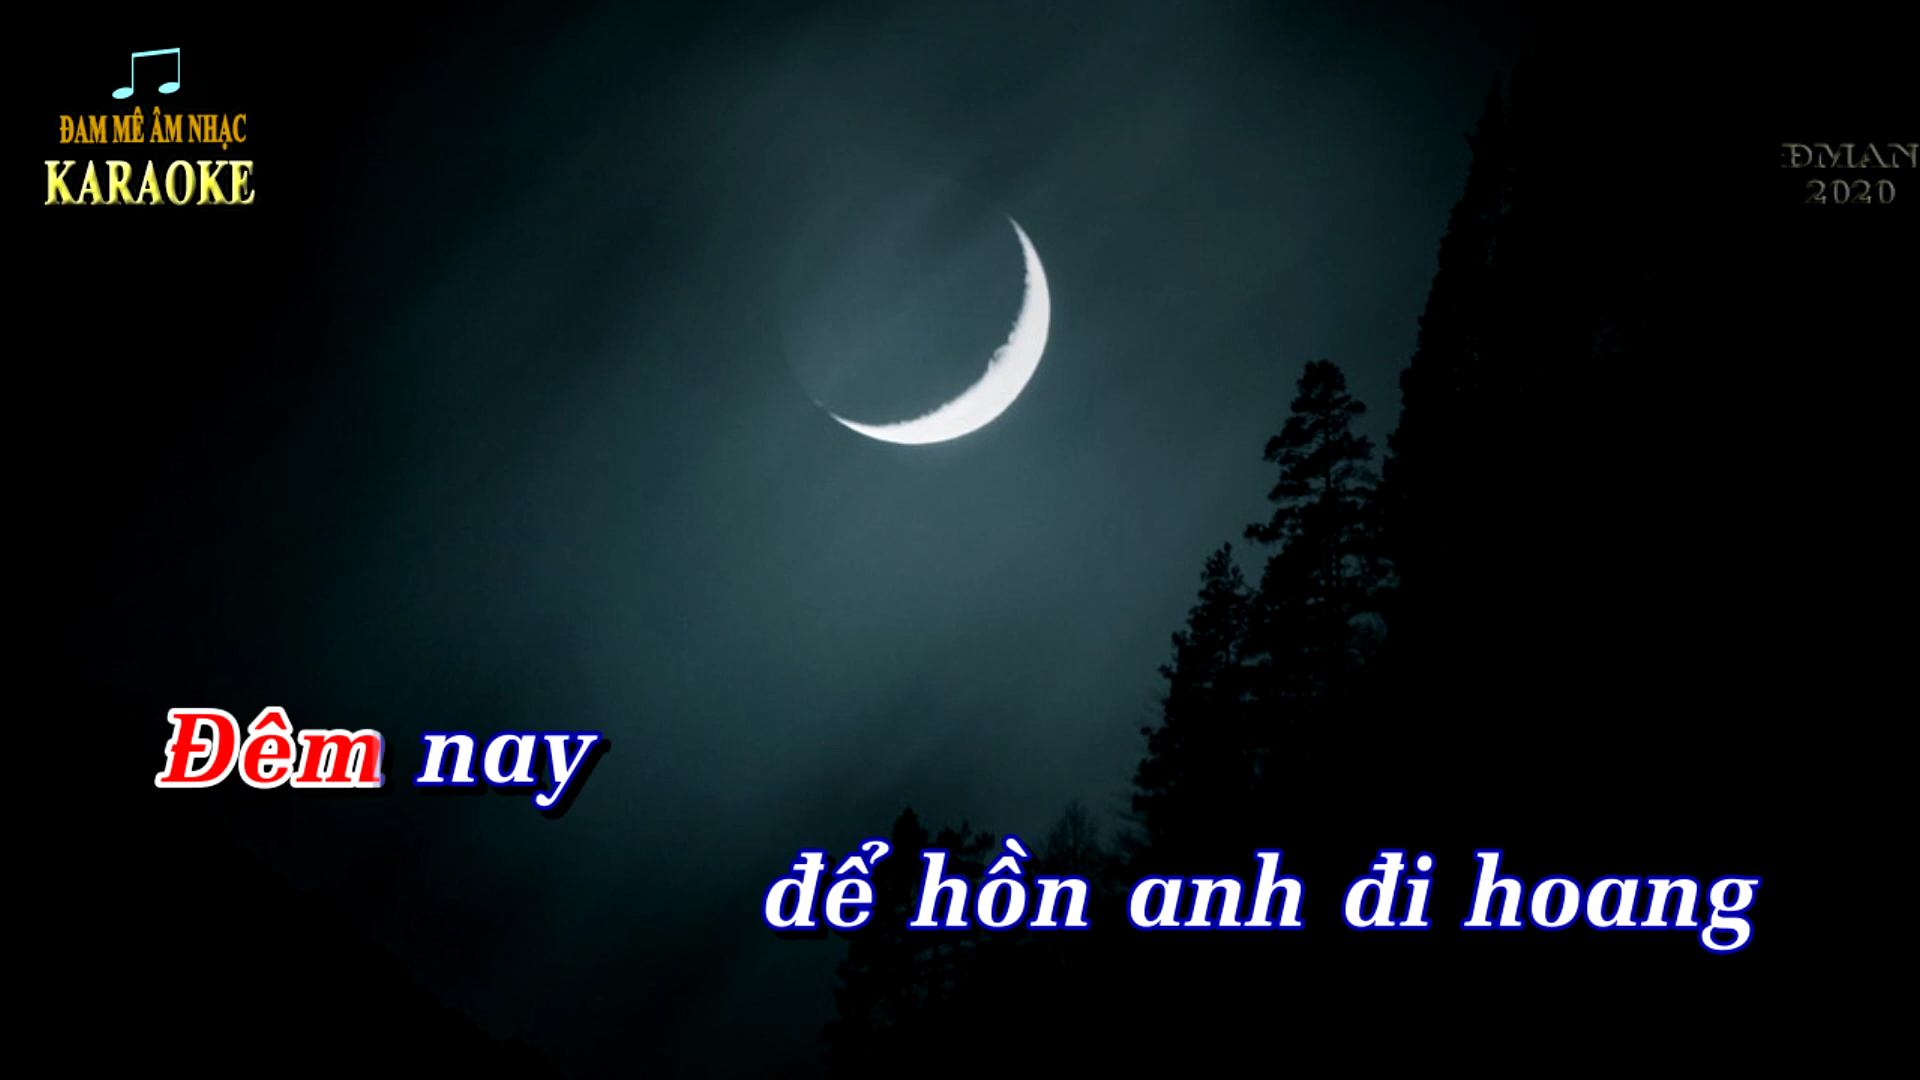 ĐAM MÊ ÂM NHẠC
KARAOKE
ĐMAN
2020
Đêm nay
để hồn anh đi hoang